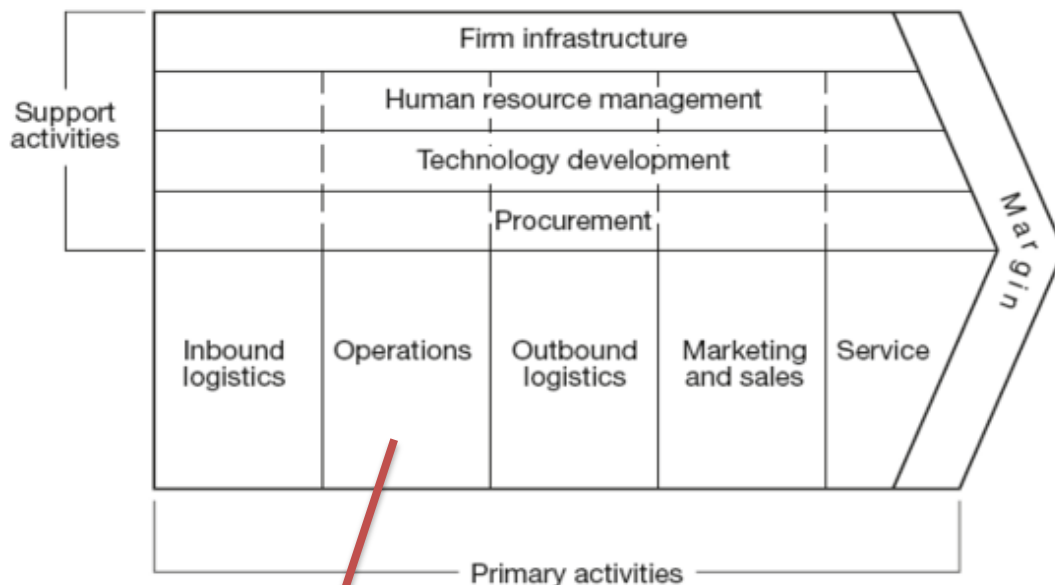 Firm infrastructure
Support
activities
Human resource management
Technology development
Procurement
Margin
Inbound
logistics
Operations
Outbound
logistics
Marketing
and sales
Service
Primary activities